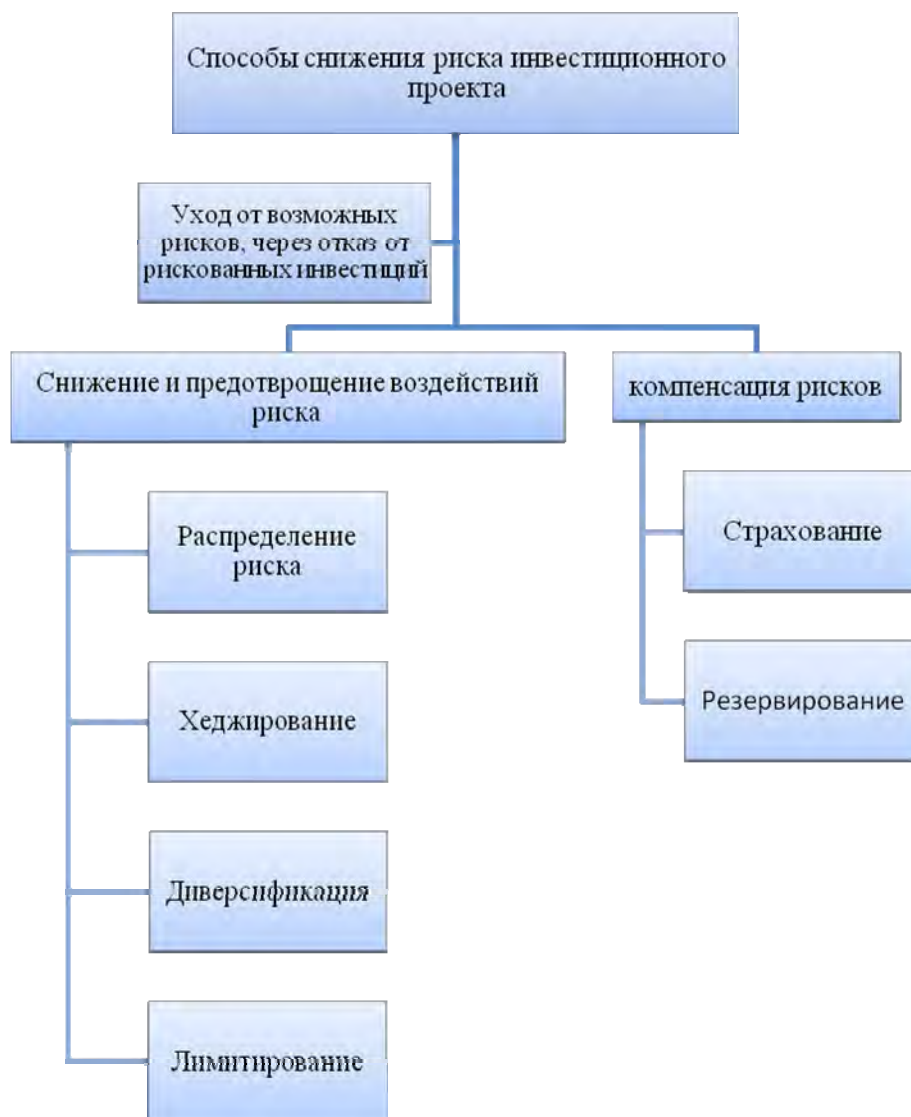 Способы снижения риска инвестиционного
проекта
Уход от возможных
рисков, через отказ от
рискованных инвестиций
Снижение и предотврощение воздействий
риска
компенсация рисков
Распределение
риска
Хеджирование
Диверсификация
Лимитирование
Страхование
Резервирование